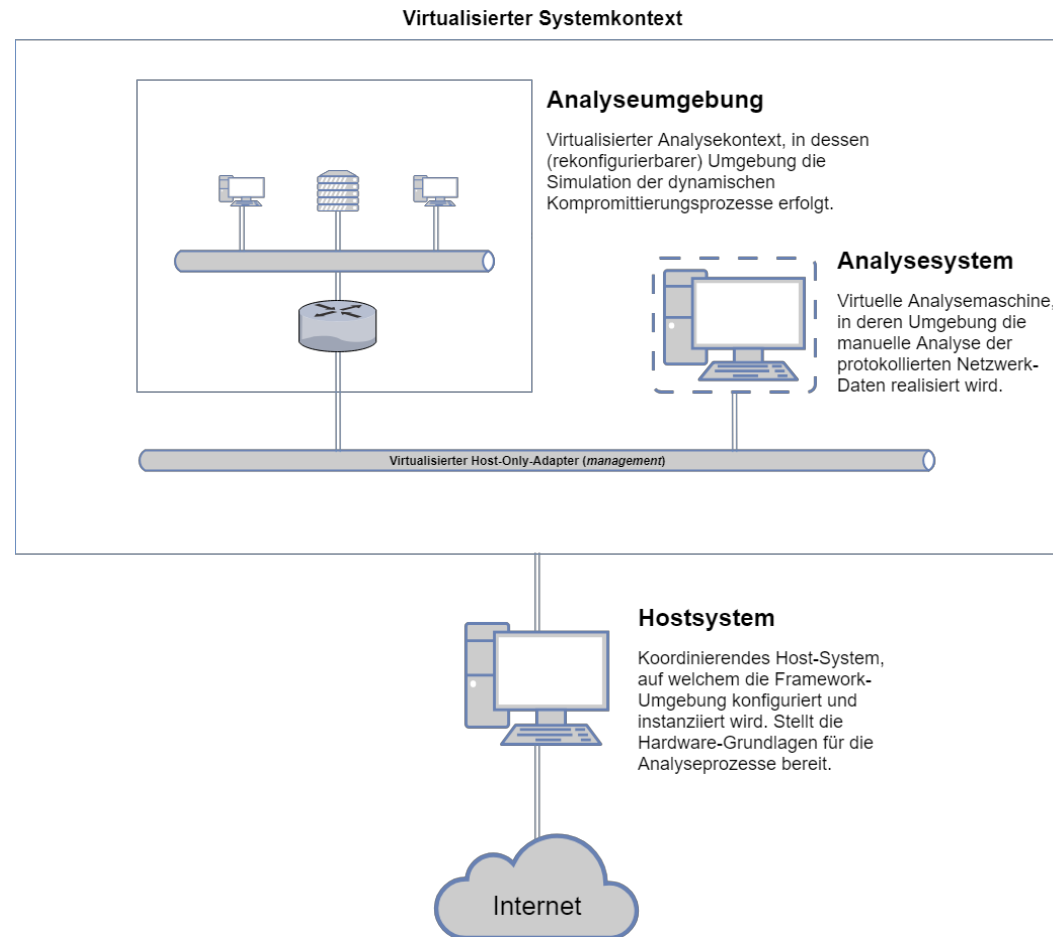 Virtualisierter Systemkontext
Analyseumgebung
Virtualisierter Analysekontext, in dessen
(rekonfigurierbarer) Umgebung die
Simulation der dynamischen
Kompromittierungsprozesse erfolgt.
Analysesystem
Virtuelle Analysemaschine,
in deren Umgebung die
manuelle Analyse der
protokollierten Netzwerk-
Daten realisiert wird.
Virtualisierter Host-Only-Adapter (management)
Hostsystem
Koordinierendes Host-System,
auf welchem die Framework-
Umgebung konfiguriert und
instanziiert wird. Stellt die
Hardware-Grundlagen für die
Analyseprozesse bereit.
Internet